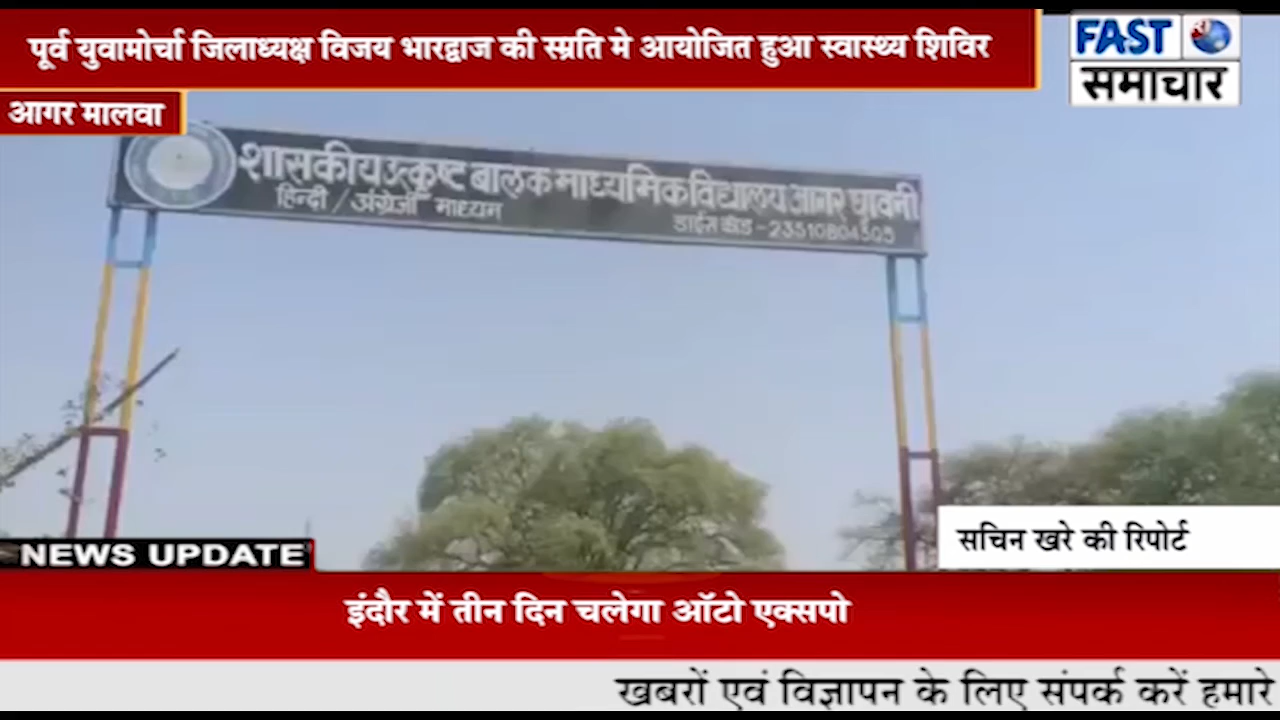 पूर्व युवामोर्चा जिलाध्यक्ष विजय भारद्वाज की स्म्रति मे आयोजित हुआ स्वास्थ्य शिविर
FAST
समाचार
आगर मालवा
शासकीय उत्कृष्ट बालक माध्यमिक विद्यालय आगर छावनी
हिन्दी / अंग्रेजी माध्यम
डाईस कोड - 23510804505
सचिन खरे की रिपोर्ट
NEWS UPDATE
इंदौर में तीन दिन चलेगा ऑटो एक्सपो
खबरों एवं विज्ञापन के लिए संपर्क करें हमारे